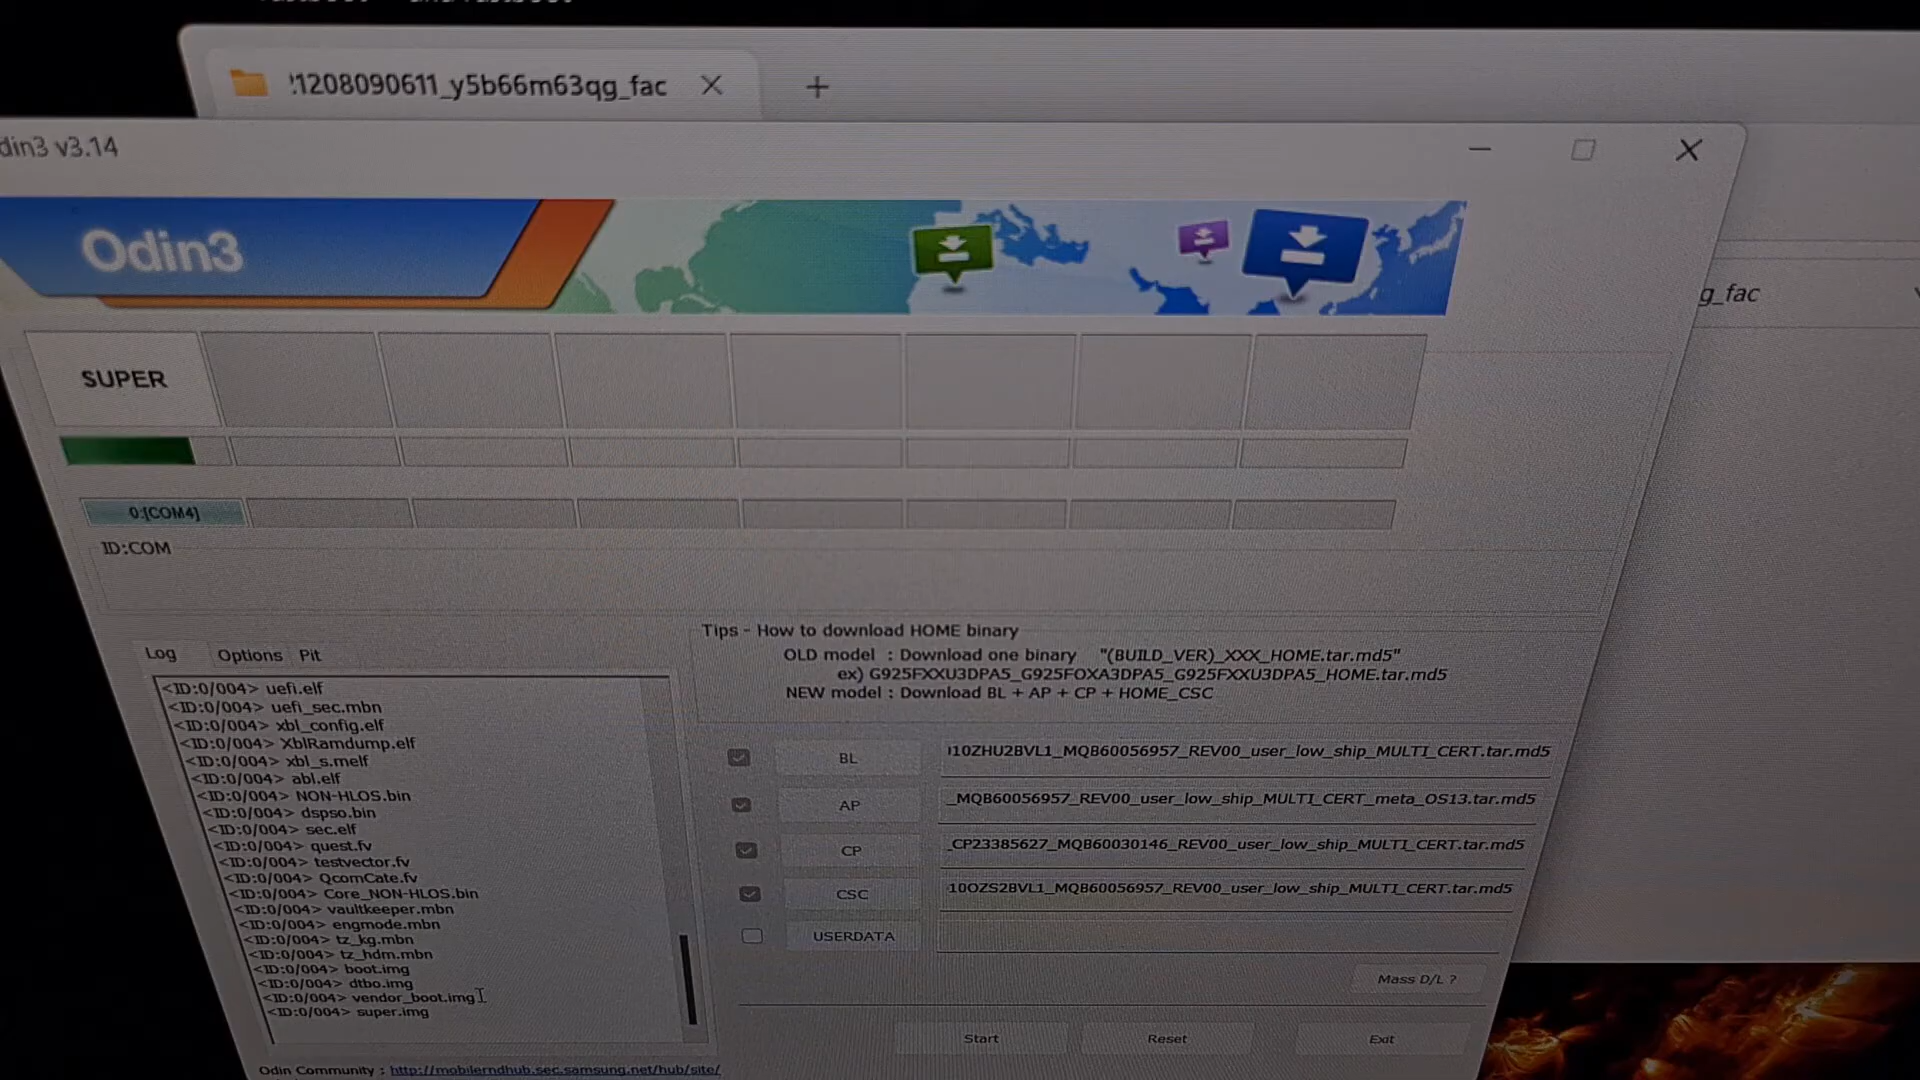 !1208090611_y5b66m63qg_fac
din3 v3.14
Odin3
g_fac
SUPER
0:[COM4]
ID:COM
Log Options Pit
<ID:0/004> uefi.elf
<ID:0/004> uefi_sec.mbn
<ID:0/004> xbl_config.elf
<ID:0/004> XblRamdump.elf
<ID:0/004> xbl_s.melf
<ID:0/004> abl.elf
<ID:0/004> NON-HLOS.bin
<ID:0/004> dspso.bin
<ID:0/004> sec.elf
<ID:0/004> quest.fv
<ID:0/004> testvector.fv
<ID:0/004> QcomCate.fv
<ID:0/004> Core_NON-HLOS.bin
<ID:0/004> vaultkeeper.mbn
<ID:0/004> engmode.mbn
<ID:0/004> tz_kg.mbn
<ID:0/004> tz_hdm.mbn
<ID:0/004> boot.img
<ID:0/004> dtbo.img
<ID:0/004> vendor_boot.img
<ID:0/004> super.img
Tips - How to download HOME binary
OLD model : Download one binary "(BUILD_VER)_XXX_HOME.tar.md5"
ex) G925FXXU3DPA5_G925FOXA3DPA5_G925FXXU3DPA5_HOME.tar.md5
NEW model : Download BL + AP + CP + HOME_CSC
BL 10ZHU2BVL1_MQB60056957_REV00_user_low_ship_MULTI_CERT.tar.md5
AP _MQB60056957_REV00_user_low_ship_MULTI_CERT_meta_OS13.tar.md5
CP _CP23385627_MQB60030146_REV00_user_low_ship_MULTI_CERT.tar.md5
CSC 10OZS2BVL1_MQB60056957_REV00_user_low_ship_MULTI_CERT.tar.md5
USERDATA
Mass D/L ?
Start Reset Exit
Odin Community : http://mobilerndhub.sec.samsung.net/hub/site/